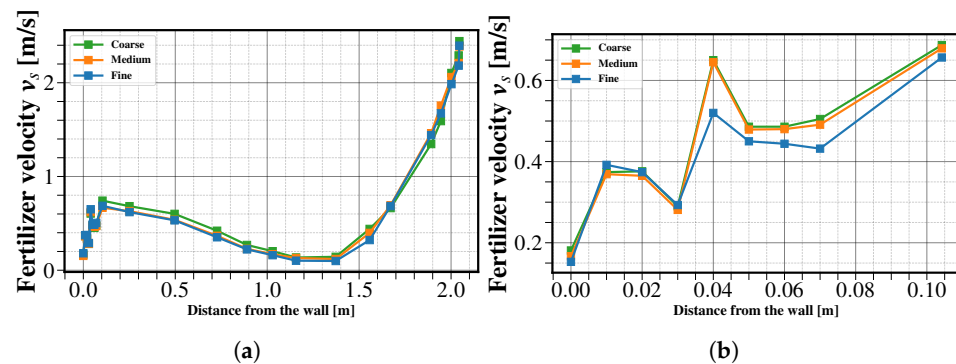 Fertilizer velocity v_s [m/s]
2
1
0
Coarse
Medium
Fine
0.0 0.5 1.0 1.5 2.0
Distance from the wall [m]
(a)
Fertilizer velocity v_s [m/s]
0.6
0.4
0.2
Coarse
Medium
Fine
0.00 0.02 0.04 0.06 0.08 0.10
Distance from the wall [m]
(b)